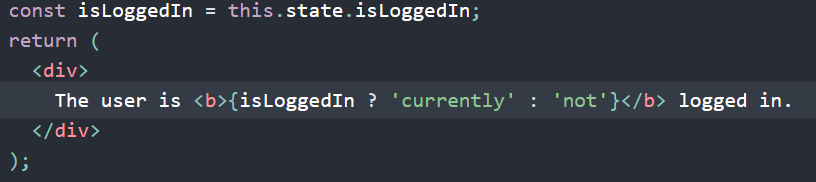 const isLoggedIn = this.state.isLoggedIn;
return (
  <div>
    The user is <b>{isLoggedIn ? 'currently' : 'not'}</b> logged in.
  </div>
);